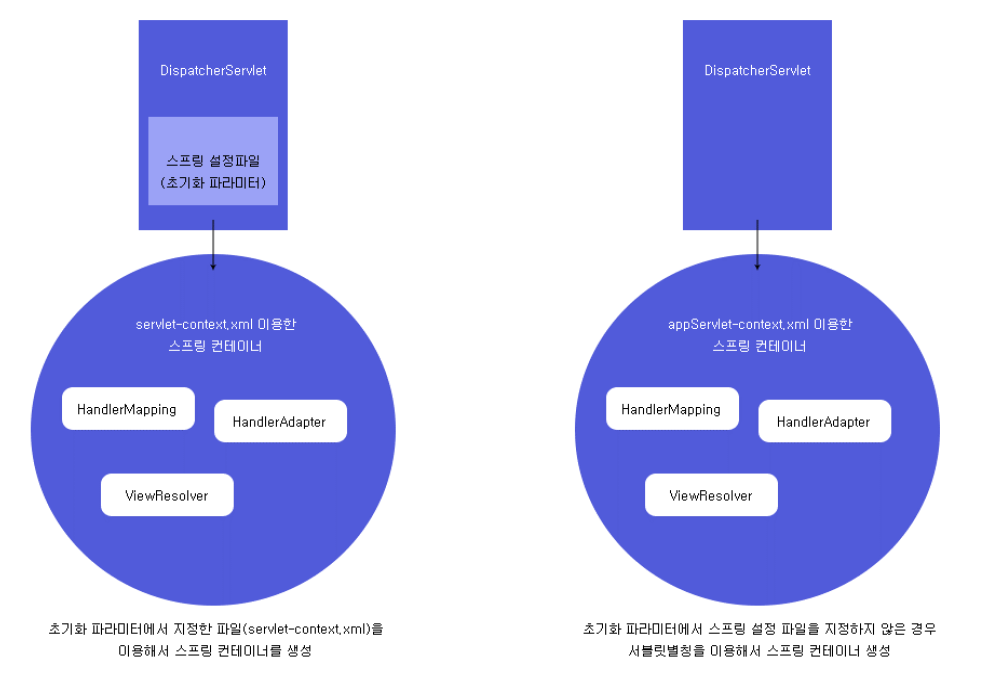 DispatcherServlet
스프링 설정파일
(초기화 파라미터)
servlet-context.xml 이용한
스프링 컨테이너
HandlerMapping
HandlerAdapter
ViewResolver
초기화 파라미터에서 지정한 파일(servlet-context.xml)을
이용해서 스프링 컨테이너를 생성
DispatcherServlet
appServlet-context.xml 이용한
스프링 컨테이너
HandlerMapping
HandlerAdapter
ViewResolver
초기화 파라미터에서 스프링 설정 파일을 지정하지 않은 경우
서블릿별칭을 이용해서 스프링 컨테이너 생성